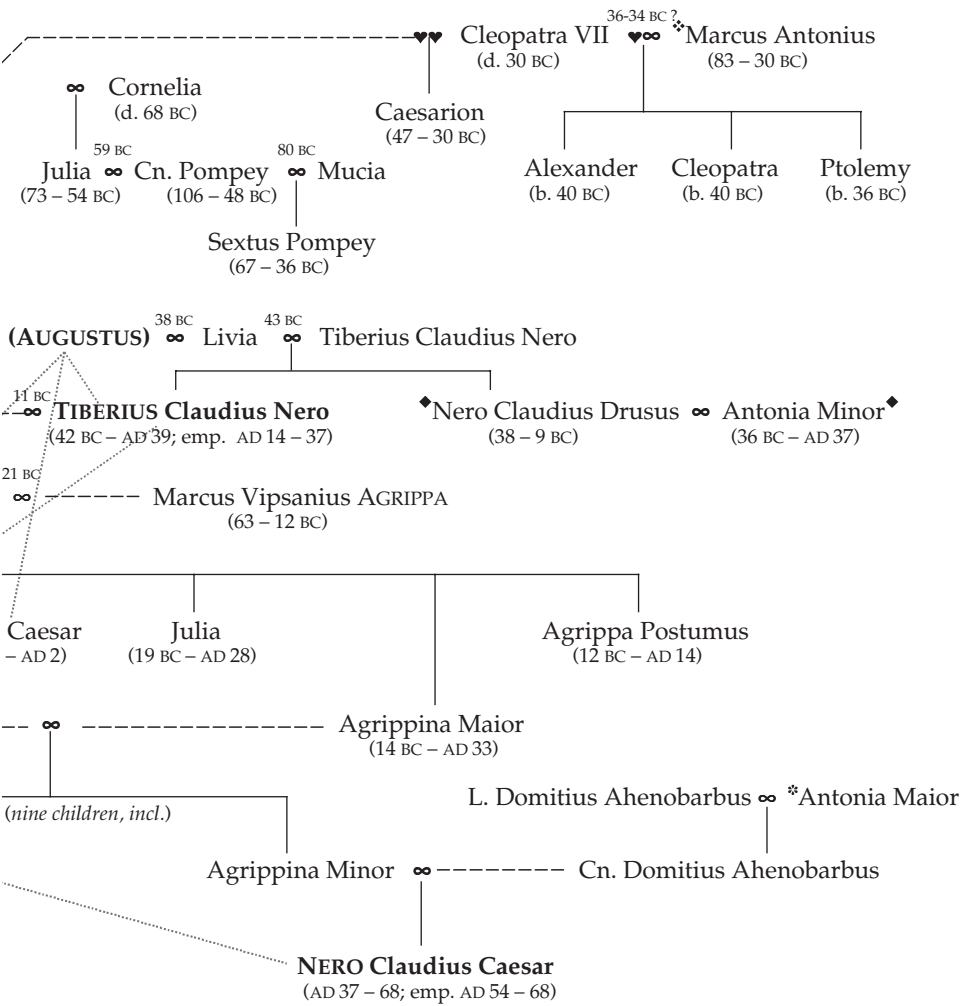 36-34 BC ?
Cleopatra VII Marcus Antonius
(d. 30 BC) (83 – 30 BC)
Cornelia
(d. 68 BC)
Caesarion
(47 – 30 BC)
59 BC 80 BC
Julia ∞ Cn. Pompey ∞ Mucia
(73 – 54 BC) (106 – 48 BC)
Alexander Cleopatra Ptolemy
(b. 40 BC) (b. 40 BC) (b. 36 BC)
Sextus Pompey
(67 – 36 BC)
38 BC 43 BC
(AUGUSTUS) ∞ Livia ∞ Tiberius Claudius Nero
11 BC
∞ TIBERIUS Claudius Nero Nero Claudius Drusus ∞ Antonia Minor
(42 BC – AD 39; emp. AD 14 – 37) (38 – 9 BC) (36 BC – AD 37)
21 BC
∞ Marcus Vipsanius AGRIPPA
(63 – 12 BC)
Caesar Julia Agrippa Postumus
– AD 2) (19 BC – AD 28) (12 BC – AD 14)
∞ Agrippina Maior
(14 BC – AD 33)
L. Domitius Ahenobarbus ∞ Antonia Maior
(nine children, incl.)
Agrippina Minor ∞ Cn. Domitius Ahenobarbus
NERO Claudius Caesar
(AD 37 – 68; emp. AD 54 – 68)